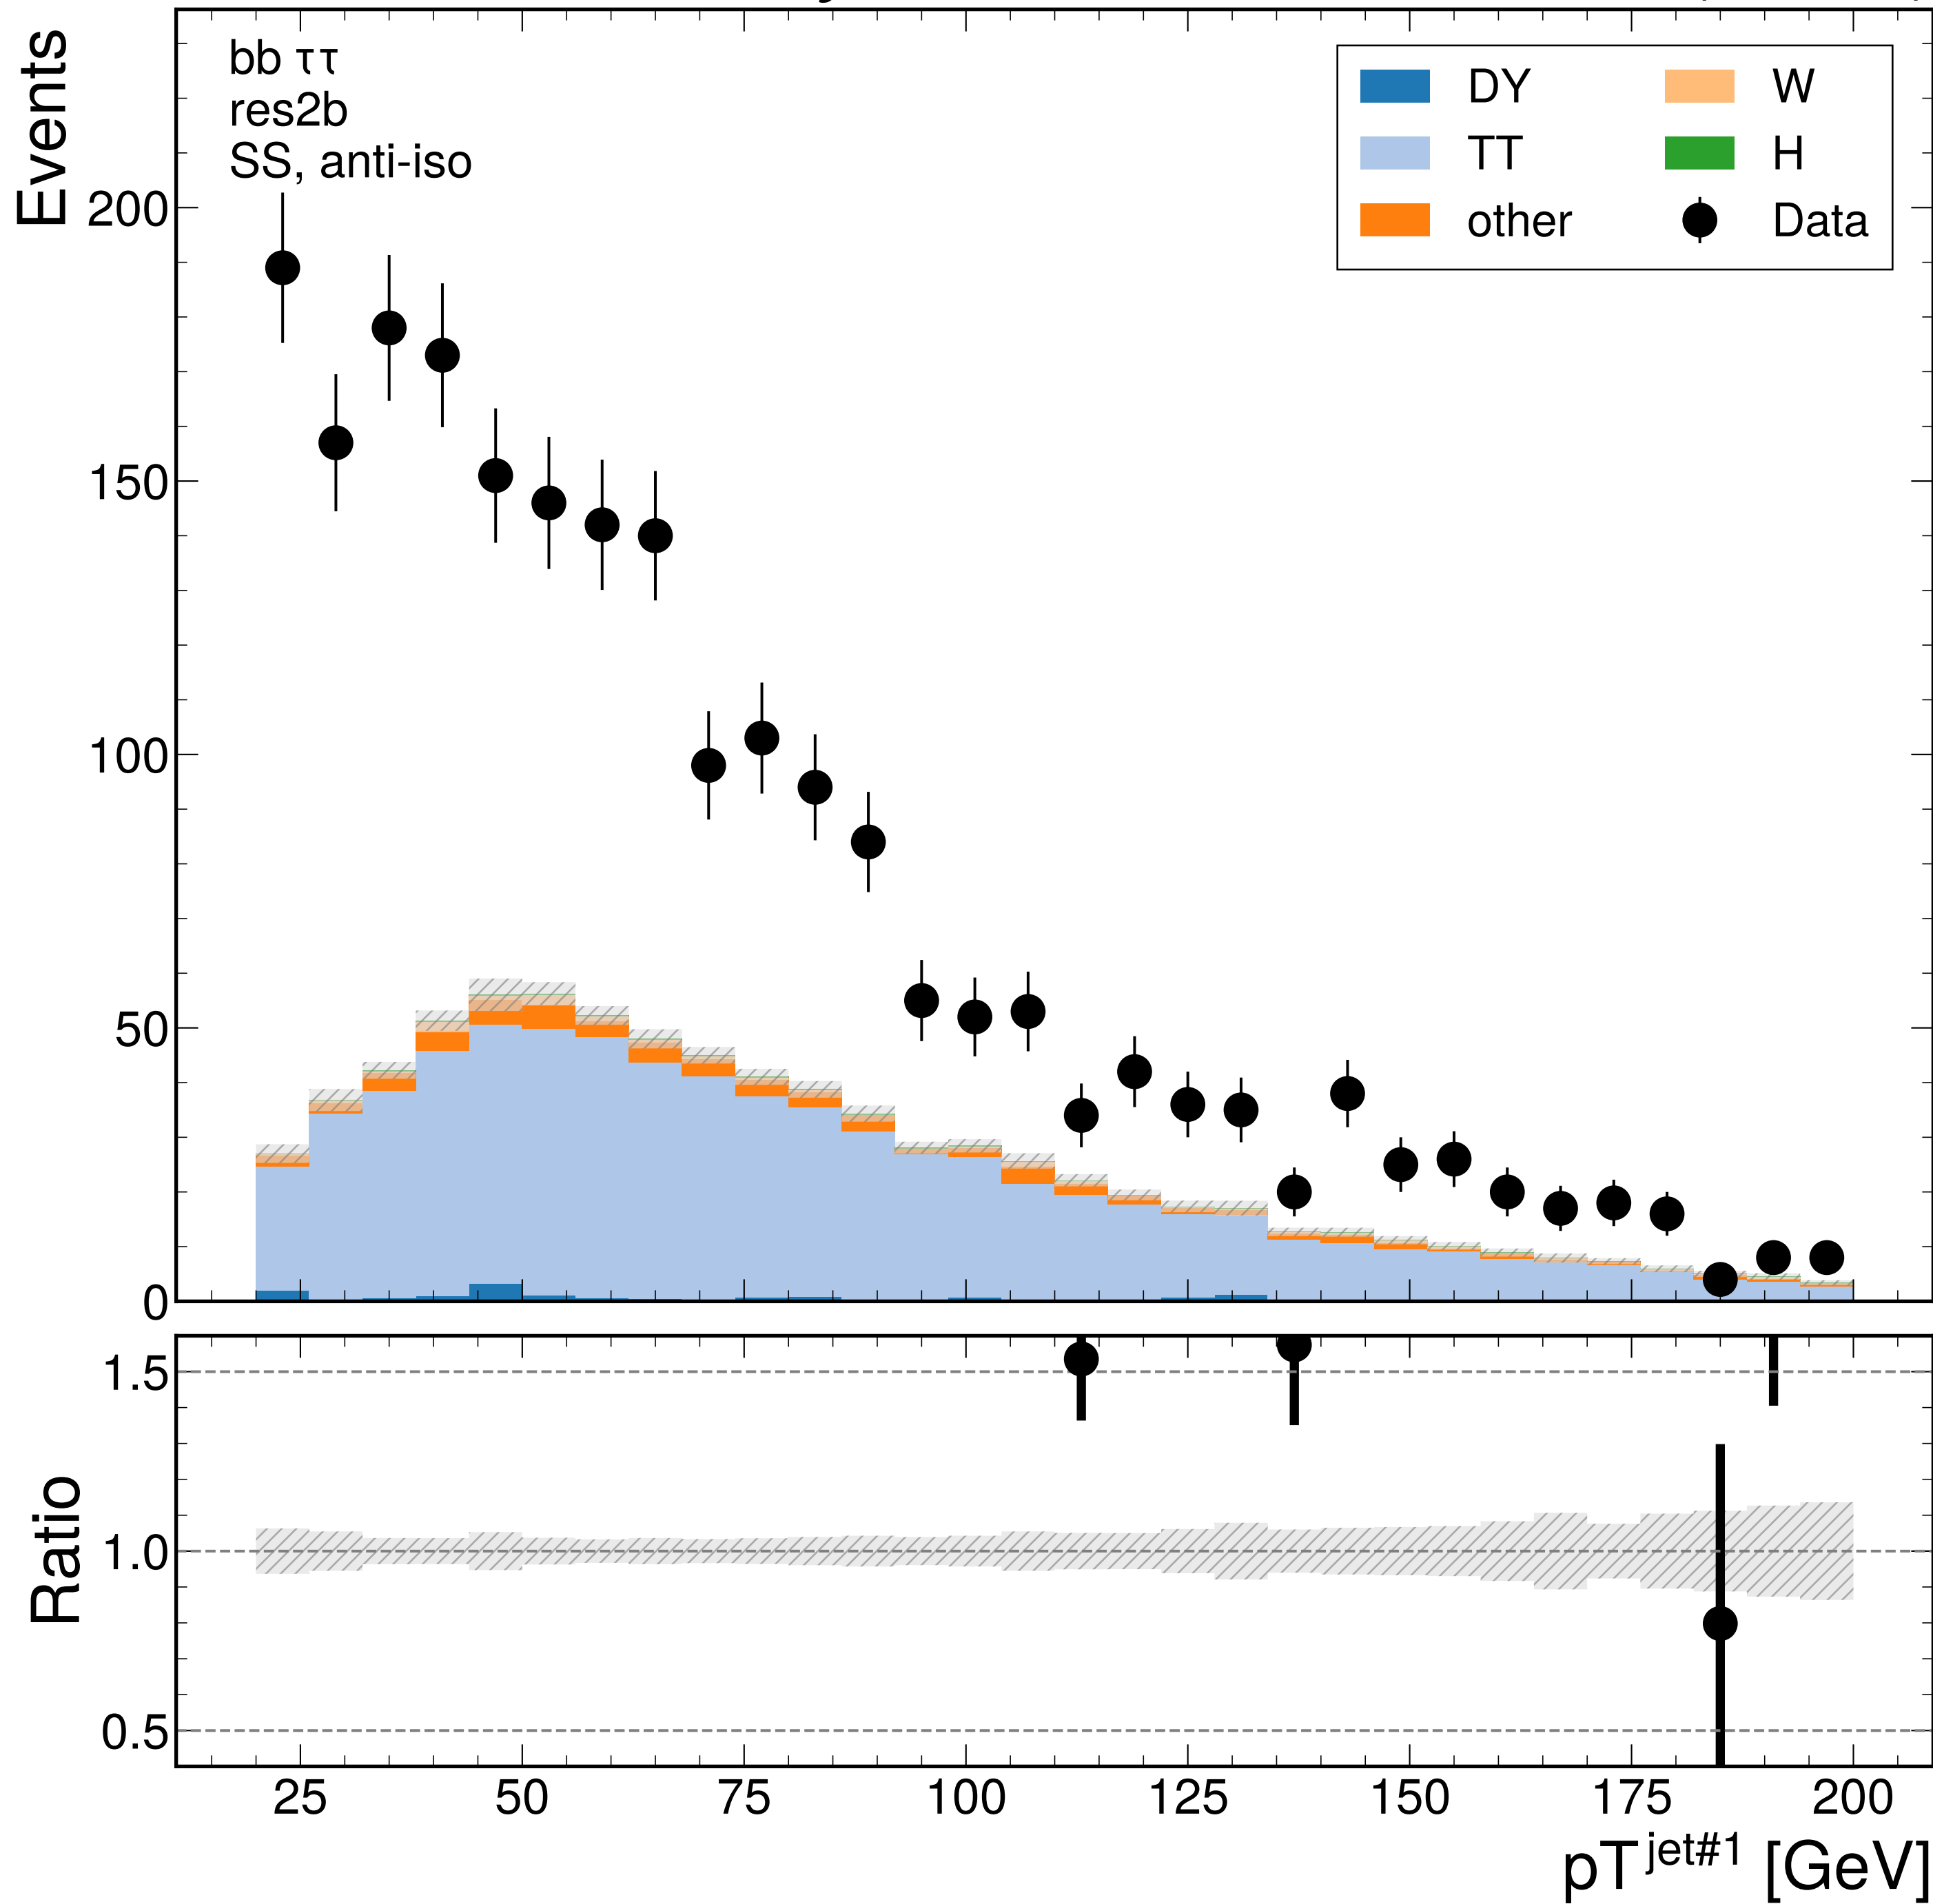 bb ττ
res2b
SS, anti-iso
DY
W
TT
H
other
Data
Events
200
150
100
50
0
Ratio
1.5
1.0
0.5
25 50 75 100 125 150 175 200
pT^jet#1 [GeV]